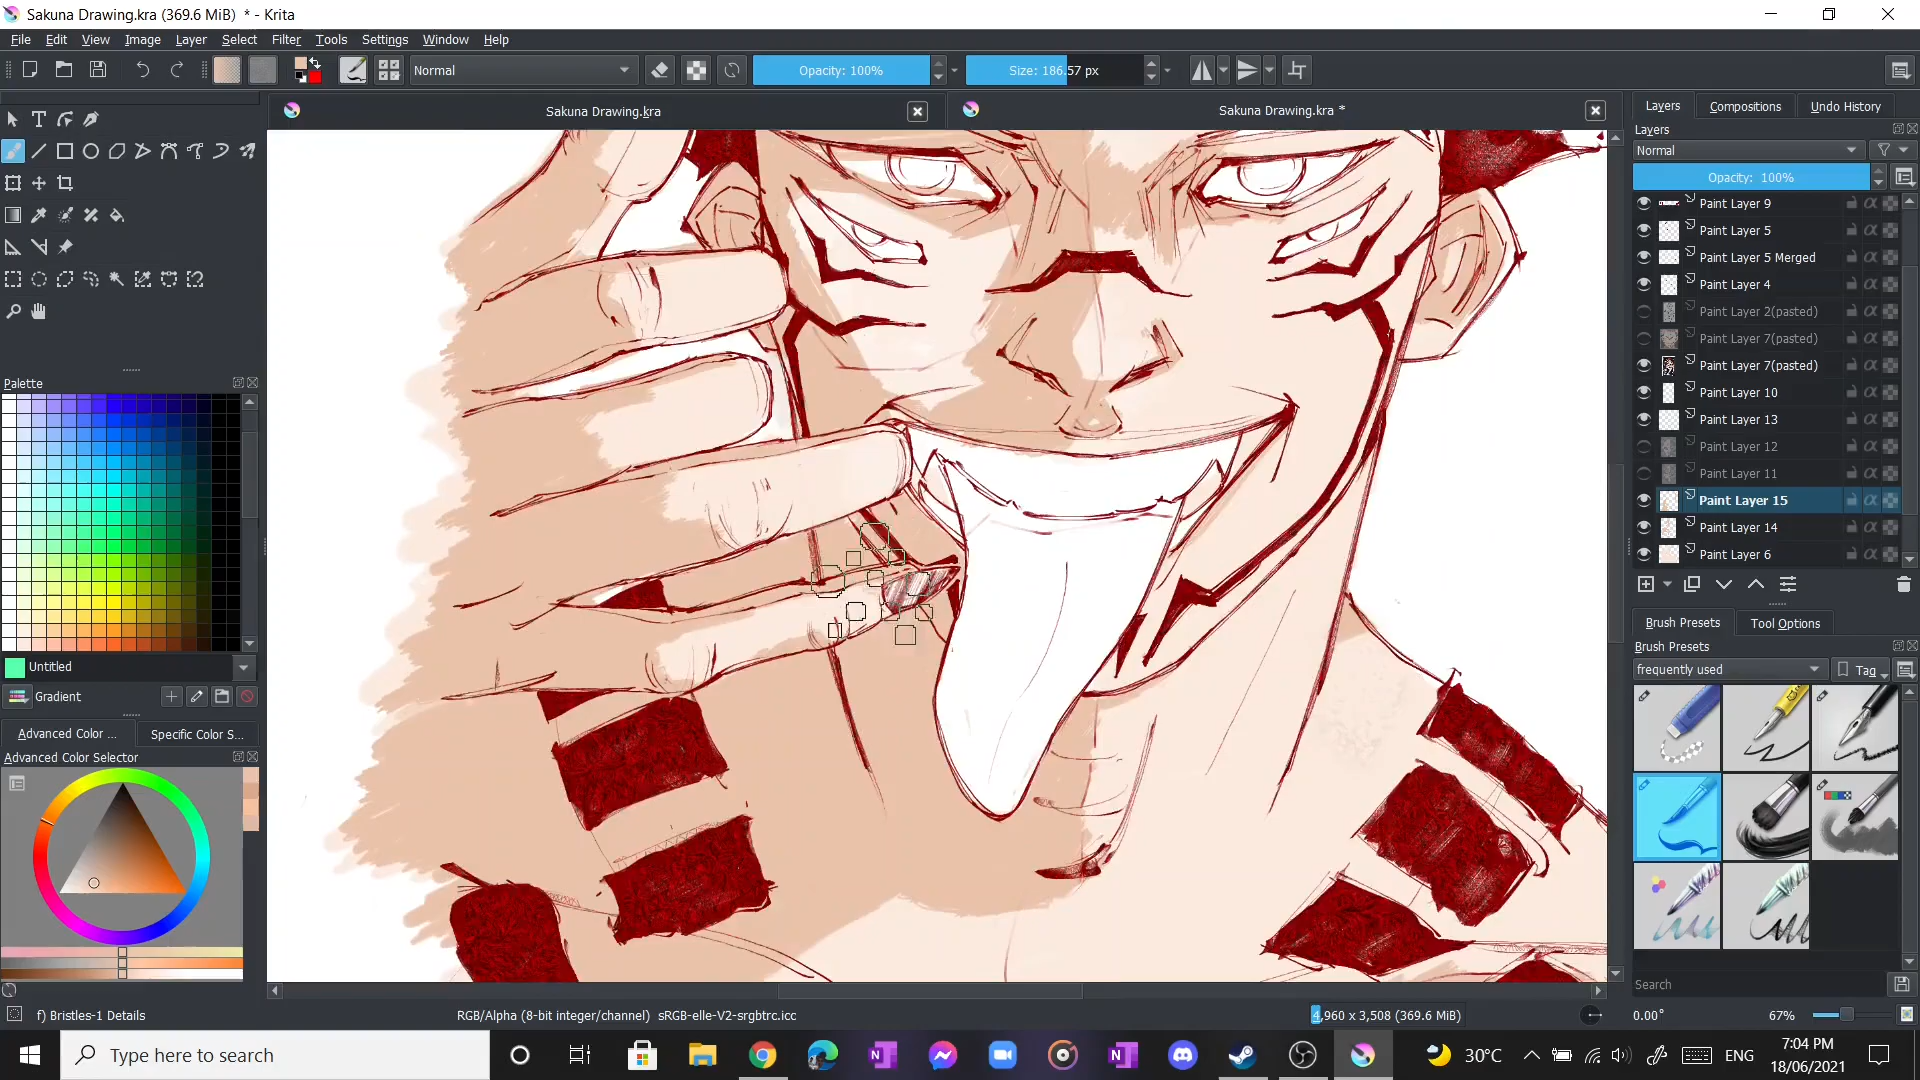 Sakuna Drawing.kra (369.6 MiB)  * - Krita
File Edit View Image Layer Select Filter Tools Settings Window Help
Normal
Opacity: 100%
Size: 186.57 px
Sakuna Drawing.kra
Sakuna Drawing.kra *
Layers Compositions Undo History
Layers
Normal
Opacity: 100%
Paint Layer 9
Paint Layer 5
Paint Layer 5 Merged
Paint Layer 4
Paint Layer 2(pasted)
Paint Layer 7(pasted)
Paint Layer 7(pasted)
Paint Layer 10
Paint Layer 13
Paint Layer 12
Paint Layer 11
Paint Layer 15
Paint Layer 14
Paint Layer 6
Palette
Untitled
Gradient
Advanced Color ... Specific Color S...
Advanced Color Selector
Brush Presets Tool Options
Brush Presets
frequently used
Tag
Search
f) Bristles-1 Details
RGB/Alpha (8-bit integer/channel) sRGB-elle-V2-srgbtrc.icc
4,960 x 3,508 (369.6 MiB)
0.00°
67%
Type here to search
30°C
ENG
7:04 PM
18/06/2021